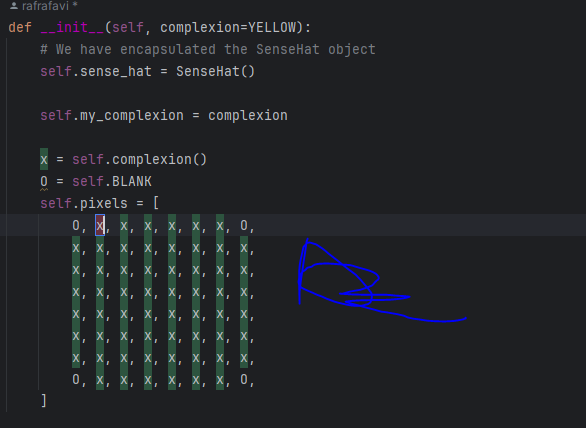 rafrafavi *
def __init__(self, complexion=YELLOW):
# We have encapsulated the SenseHat object
self.sense_hat = SenseHat()
self.my_complexion = complexion
x = self.complexion()
O = self.BLANK
self.pixels = [
O, x, x, x, x, x, x, O,
x, x, x, x, x, x, x, x,
x, x, x, x, x, x, x, x,
x, x, x, x, x, x, x, x,
x, x, x, x, x, x, x, x,
x, x, x, x, x, x, x, x,
x, x, x, x, x, x, x, x,
O, x, x, x, x, x, x, O,
]